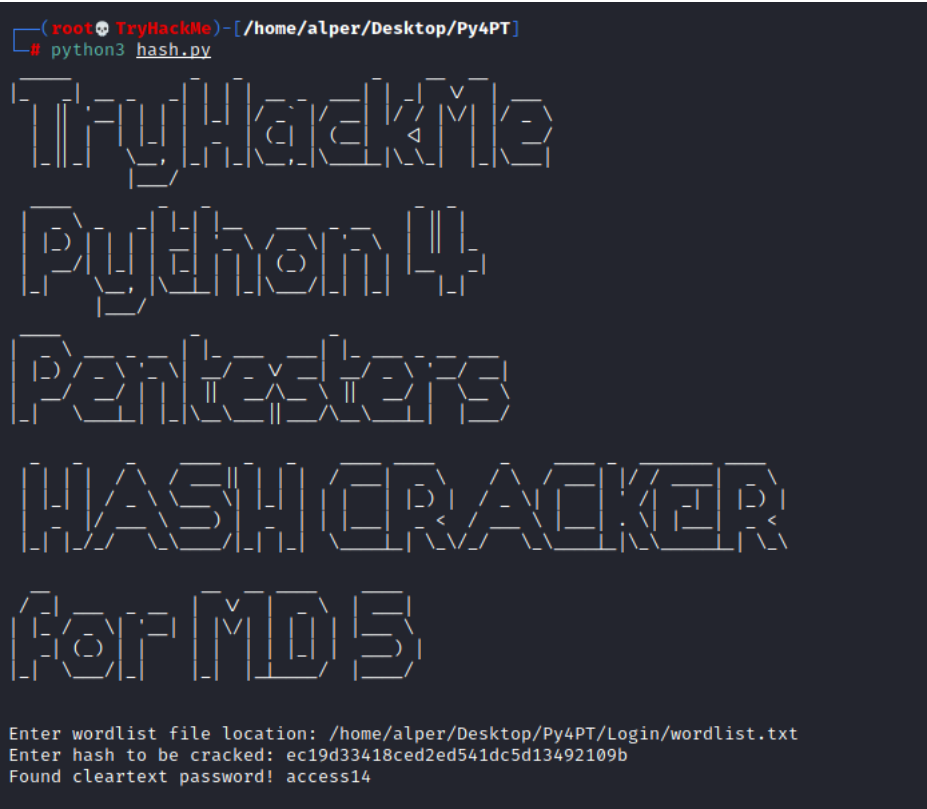 (root💀TryHackMe)-[/home/alper/Desktop/Py4PT]
# python3 hash.py
TryHackMe
Python 4
Pentesters
HASH CRACKER
for MD5
Enter wordlist file location: /home/alper/Desktop/Py4PT/Login/wordlist.txt
Enter hash to be cracked: ec19d33418ced2ed541dc5d13492109b
Found cleartext password! access14